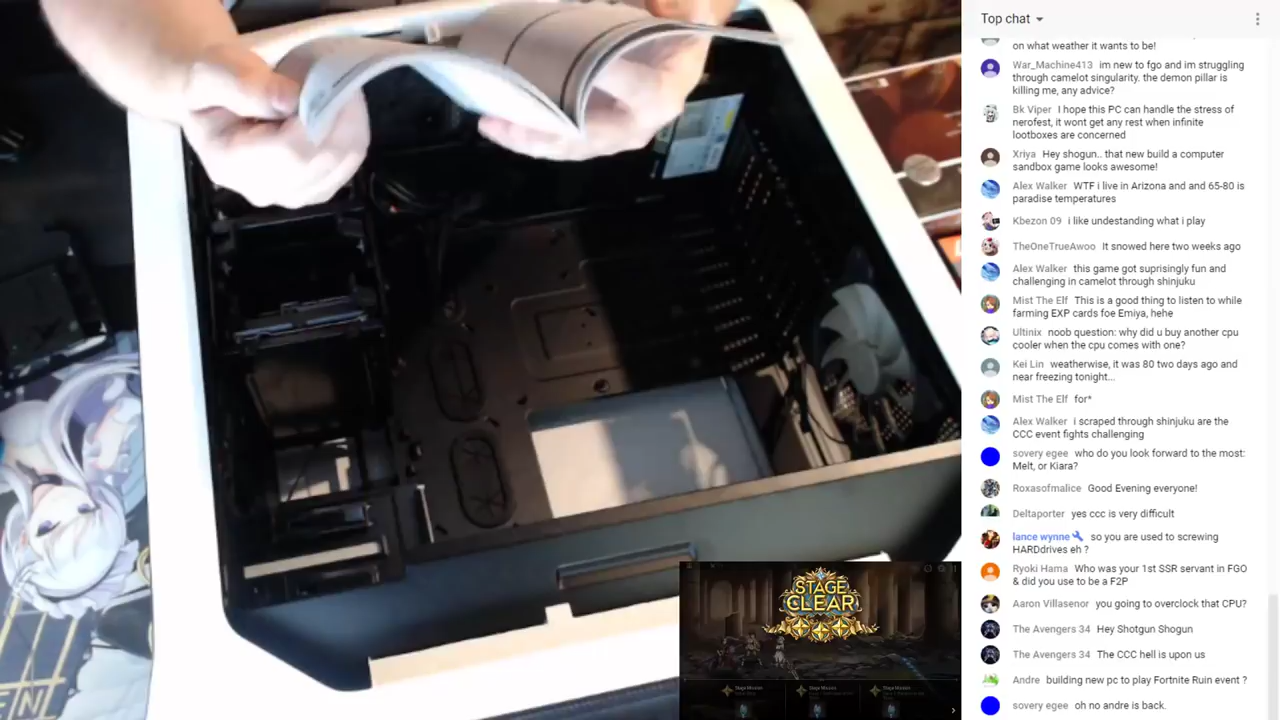 Top chat
on what weather it wants to be!
War_Machine413 im new to fgo and im struggling
through camelot singularity. the demon pillar is
killing me, any advice?
Bk Viper I hope this PC can handle the stress of
nerofest, it wont get any rest when infinite
lootboxes are concerned
Xriya Hey shogun.. that new build a computer
sandbox game looks awesome!
Alex Walker WTF i live in Arizona and and 65-80 is
paradise temperatures
Kbezon 09 i like undestanding what i play
TheOneTrueAwoo It snowed here two weeks ago
Alex Walker this game got suprisingly fun and
challenging in camelot through shinjuku
Mist The Elf This is a good thing to listen to while
farming EXP cards foe Emiya, hehe
Ultinix noob question: why did u buy another cpu
cooler when the cpu comes with one?
Kei Lin weatherwise, it was 80 two days ago and
near freezing tonight...
Mist The Elf for*
Alex Walker i scraped through shinjuku are the
CCC event fights challenging
sovery egee who do you look forward to the most:
Melt, or Kiara?
Roxasofmalice Good Evening everyone!
Deltaporter yes ccc is very difficult
lance wynne so you are used to screwing
HARDdrives eh ?
Ryoki Hama Who was your 1st SSR servant in FGO
& did you use to be a F2P
Aaron Villasenor you going to overclock that CPU?
The Avengers 34 Hey Shotgun Shogun
The Avengers 34 The CCC hell is upon us
Andre building new pc to play Fortnite Ruin event ?
sovery egee oh no andre is back.
STAGE
CLEAR
Stage Mission
Stage Mission
Stage Mission